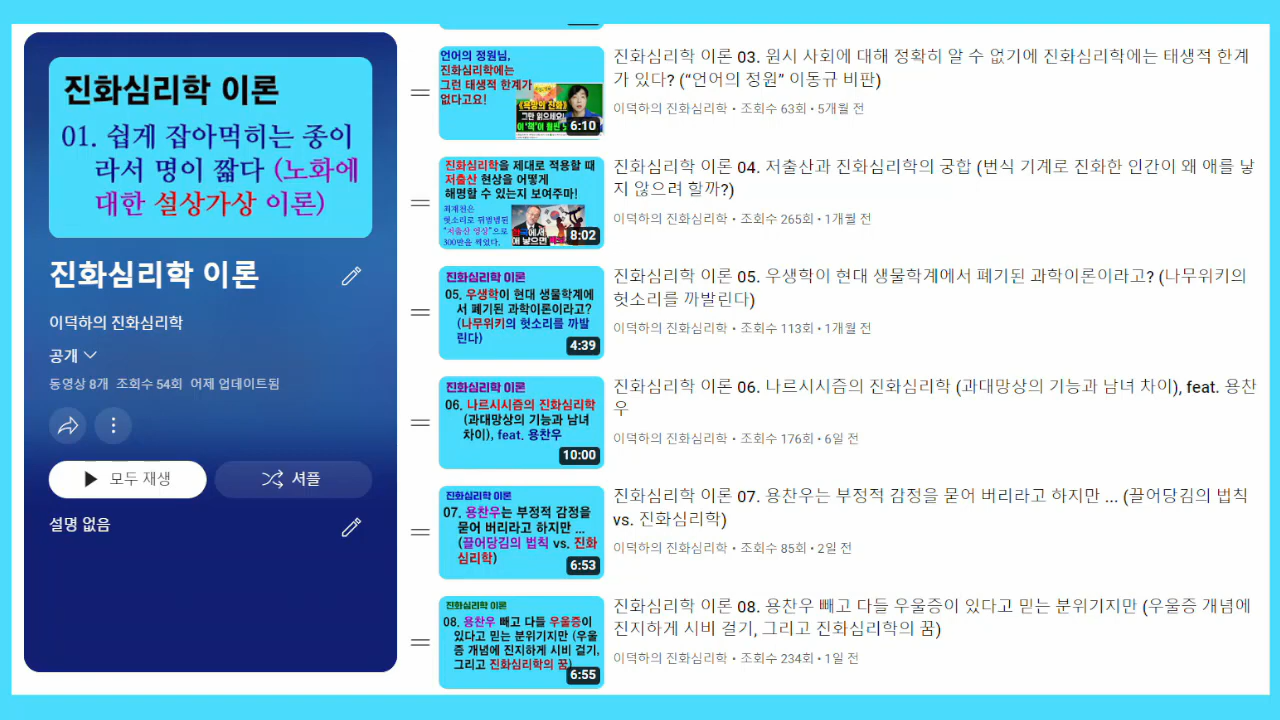 진화심리학 이론
01. 쉽게 잡아먹히는 종이
라서 명이 짧다 (노화에
대한 설상가상 이론)
진화심리학 이론
이덕하의 진화심리학
공개
동영상 8개 조회수 54회 어제 업데이트됨
모두 재생
셔플
설명 없음
언어의 정원님,
진화심리학에는
그런 태생적 한계가
없다고요!
6:10
진화심리학 이론 03. 원시 사회에 대해 정확히 알 수 없기에 진화심리학에는 태생적 한계
가 있다? (“언어의 정원” 이동규 비판)
이덕하의 진화심리학 • 조회수 63회 • 5개월 전
진화심리학을 제대로 적용할 때
저출산 현상을 어떻게
해명할 수 있는지 보여주마!
최재천은
헛소리로 뒤범벅된
"저출산 영상"으로
300만을 찍었다.
8:02
진화심리학 이론 04. 저출산과 진화심리학의 궁합 (번식 기계로 진화한 인간이 왜 애를 낳
지 않으려 할까?)
이덕하의 진화심리학 • 조회수 265회 • 1개월 전
진화심리학 이론
05. 우생학이 현대 생물학계에
서 폐기된 과학이론이라고?
(나무위키의 헛소리를 까발
린다)
4:39
진화심리학 이론 05. 우생학이 현대 생물학계에서 폐기된 과학이론이라고? (나무위키의
헛소리를 까발린다)
이덕하의 진화심리학 • 조회수 113회 • 1개월 전
진화심리학 이론
06. 나르시시즘의 진화심리학
(과대망상의 기능과 남녀
차이), feat. 용찬우
10:00
진화심리학 이론 06. 나르시시즘의 진화심리학 (과대망상의 기능과 남녀 차이), feat. 용찬
우
이덕하의 진화심리학 • 조회수 176회 • 6일 전
진화심리학 이론
07. 용찬우는 부정적 감정을
묻어 버리라고 하지만 ...
(끌어당김의 법칙 vs. 진화
심리학)
6:53
진화심리학 이론 07. 용찬우는 부정적 감정을 묻어 버리라고 하지만 ... (끌어당김의 법칙
vs. 진화심리학)
이덕하의 진화심리학 • 조회수 85회 • 2일 전
진화심리학 이론
08. 용찬우 빼고 다들 우울증이
있다고 믿는 분위기지만 (우울
증 개념에 진지하게 시비 걸기,
그리고 진화심리학의 꿈)
6:55
진화심리학 이론 08. 용찬우 빼고 다들 우울증이 있다고 믿는 분위기지만 (우울증 개념에
진지하게 시비 걸기, 그리고 진화심리학의 꿈)
이덕하의 진화심리학 • 조회수 234회 • 1일 전